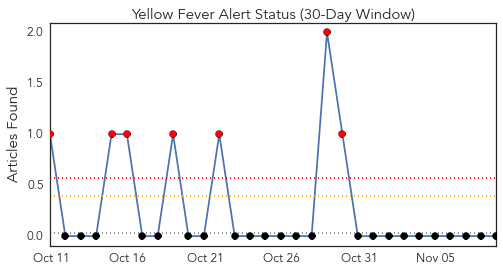 Yellow Fever Alert Status (30-Day Window)
Articles Found
2.0
1.5
1.0
0.5
0.0
Oct 11 Oct 16 Oct 21 Oct 26 Oct 31 Nov 05